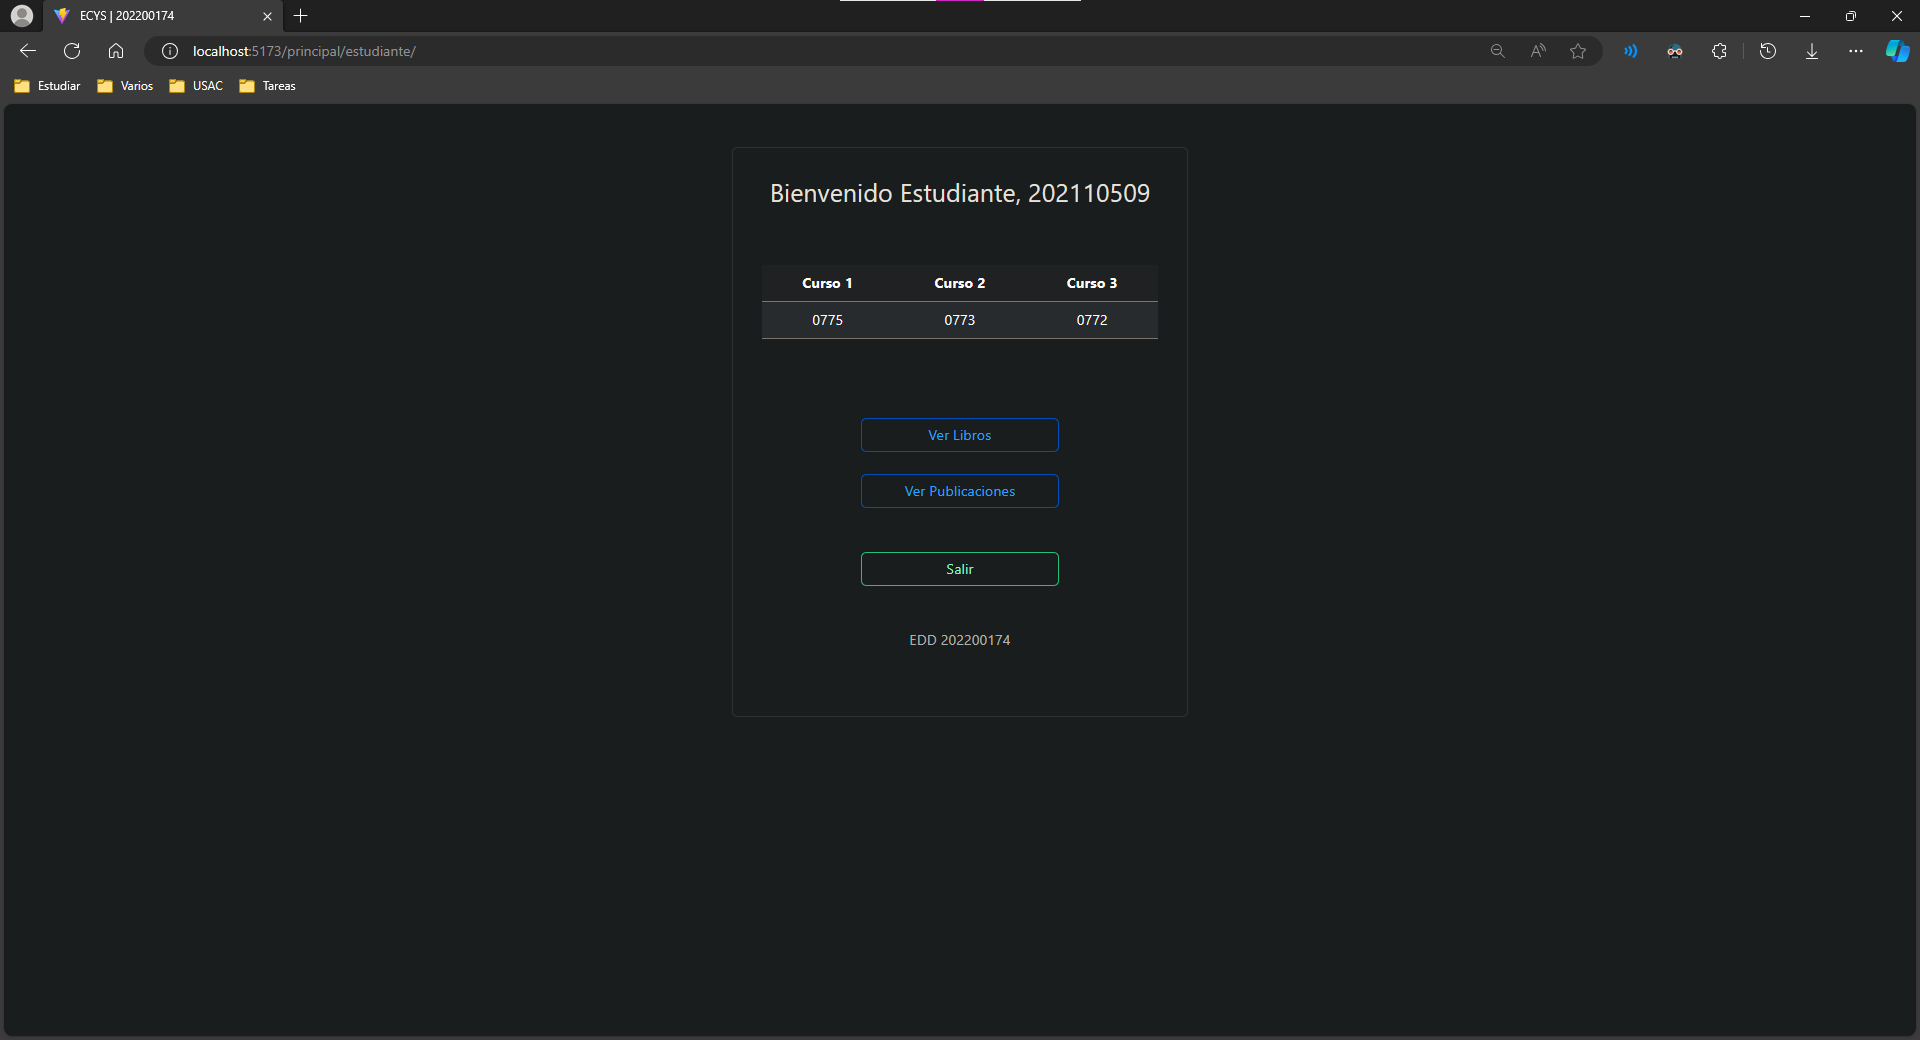 ECYS | 202200174
localhost:5173/principal/estudiante/
Estudiar Varios USAC Tareas
Bienvenido Estudiante, 202110509
Curso 1 Curso 2 Curso 3
0775 0773 0772
Ver Libros
Ver Publicaciones
Salir
EDD 202200174